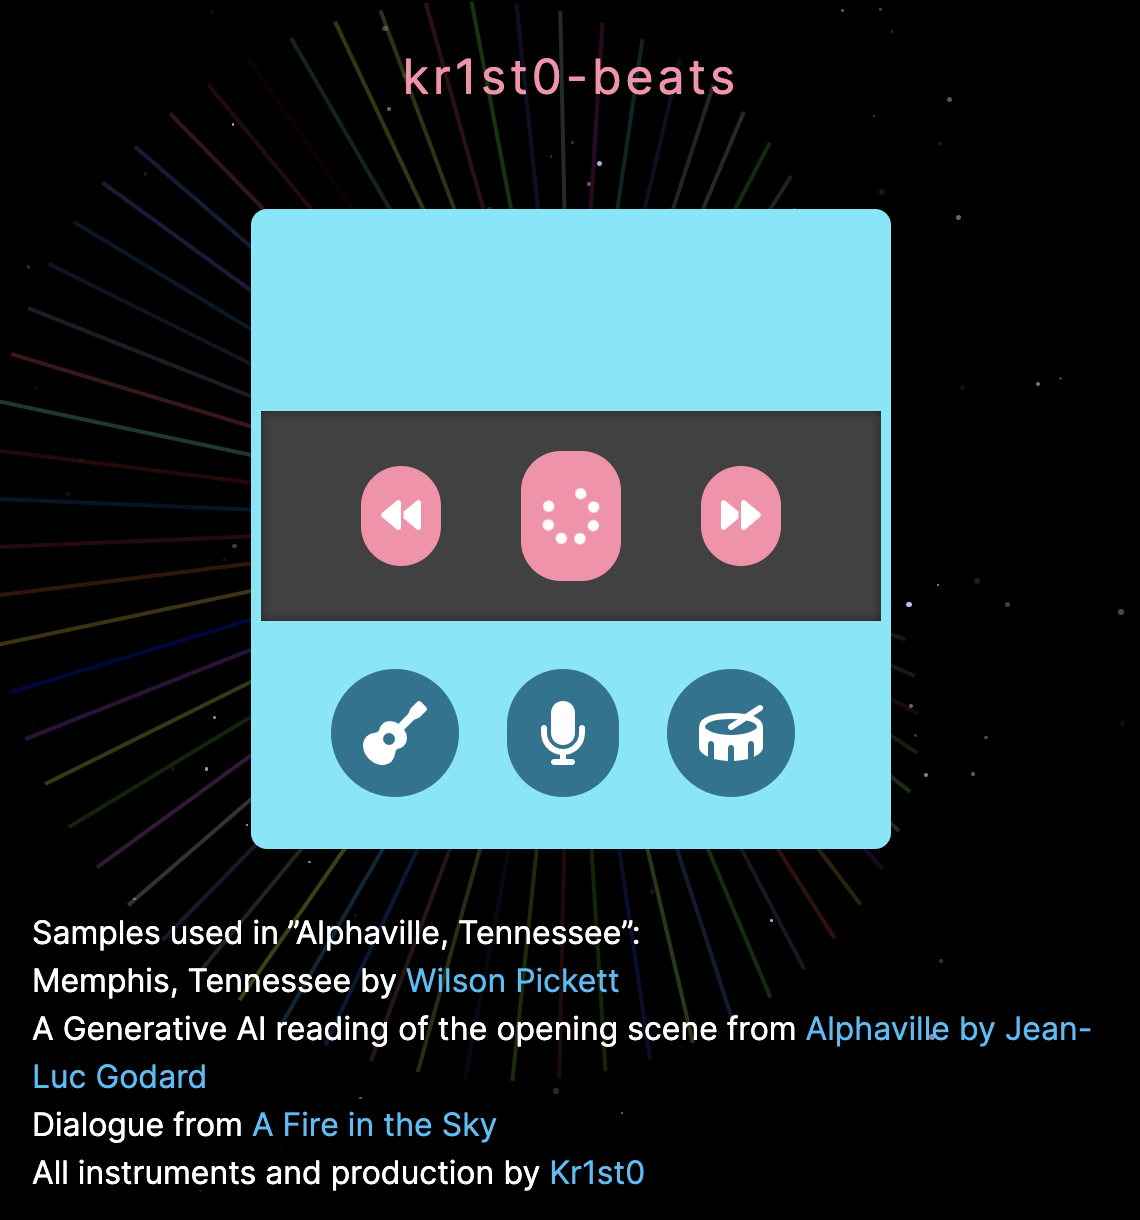 kr1st0-beats
Samples used in ”Alphaville, Tennessee”:
Memphis, Tennessee by Wilson Pickett
A Generative AI reading of the opening scene from Alphaville by Jean-
Luc Godard
Dialogue from A Fire in the Sky
All instruments and production by Kr1st0